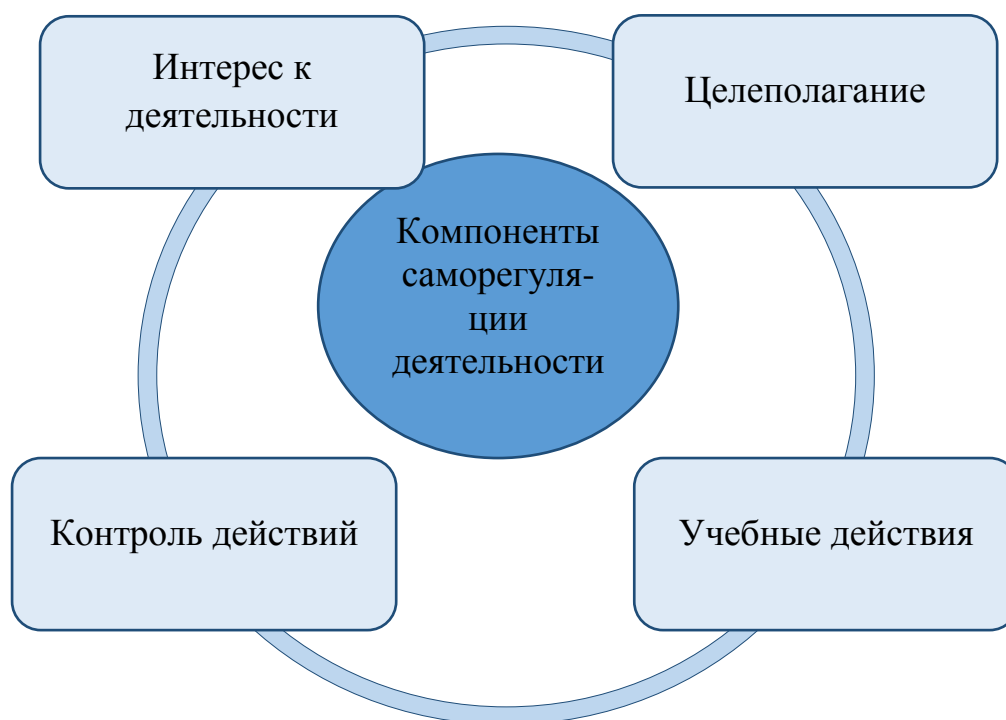 Интерес к
деятельности
Целеполагание
Компоненты
саморегуля-
ции
деятельности
Контроль действий
Учебные действия